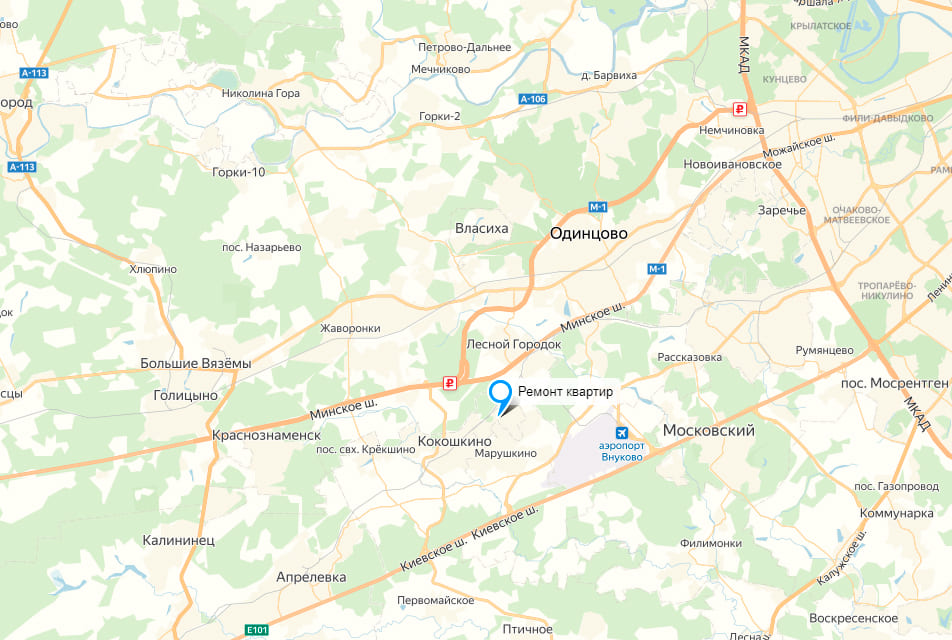 КРЫЛАТСКОЕ
Петрово-Дальнее
МКАД
Мечниково
А-113
д. Барвиха
КУНЦЕВО
Николина Гора
А-106
Горки-2
ФИЛИ-ДАВЫДКОВО
Немчиновка
Можайское ш.
Новоивановское
А-113
Горки-10
М-1
Заречье
ОЧАКОВО-
МАТВЕЕВСКОЕ
Власиха
Одинцово
пос. Назарьево
Хлюпино
М-1
ТРОПАРЁВО-
НИКУЛИНО
Минское ш.
Жаворонки
Лесной Городок
Румянцево
Рассказовка
Большие Вязёмы
Голицыно
пос. Мосрентген
Ремонт квартир
Минское ш.
МКАД
Краснознаменск
Московский
Кокошкино
пос. свх. Крёкшино
Марушкино
аэропорт
Внуково
пос. Газопровод
Коммунарка
Киевское ш.
Киевское ш.
Калининец
Филимонки
Калужское ш.
Апрелевка
Первомайское
Воскресенское
Е101
Птичное